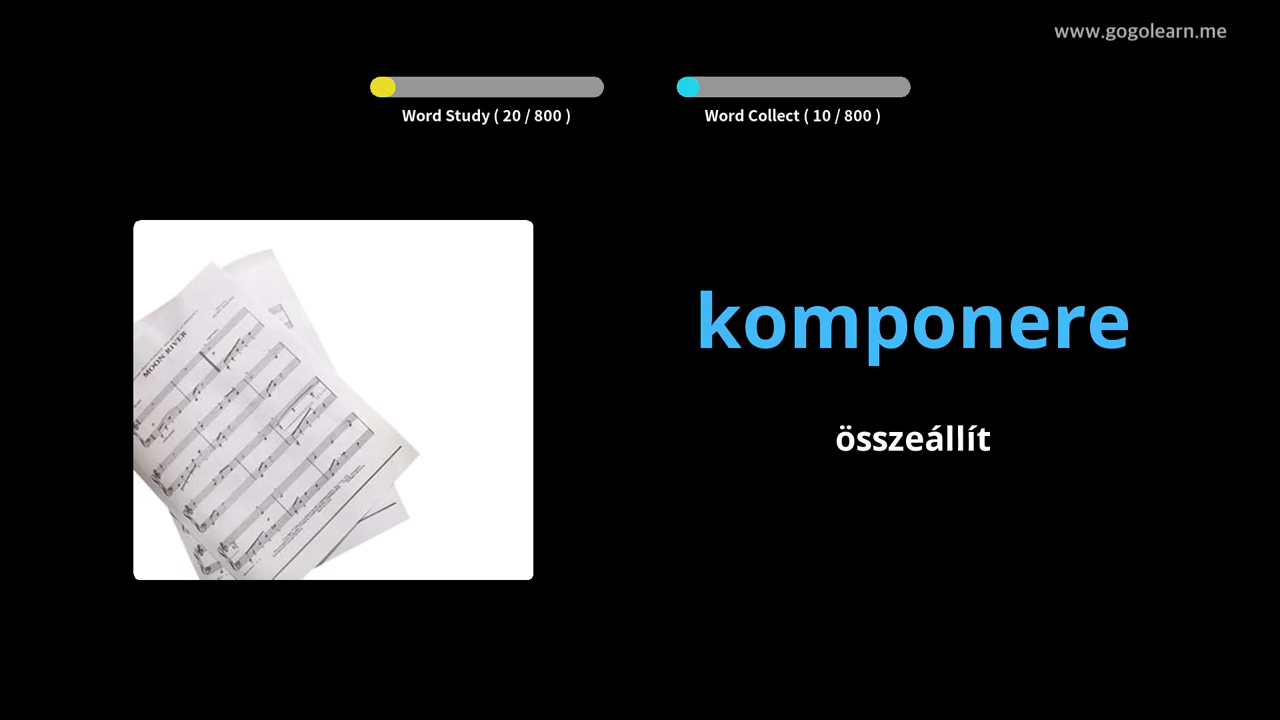 www.gogolearn.me
Word Study ( 20 / 800 )
Word Collect ( 10 / 800 )
MOON RIVER
komponere
összeállít